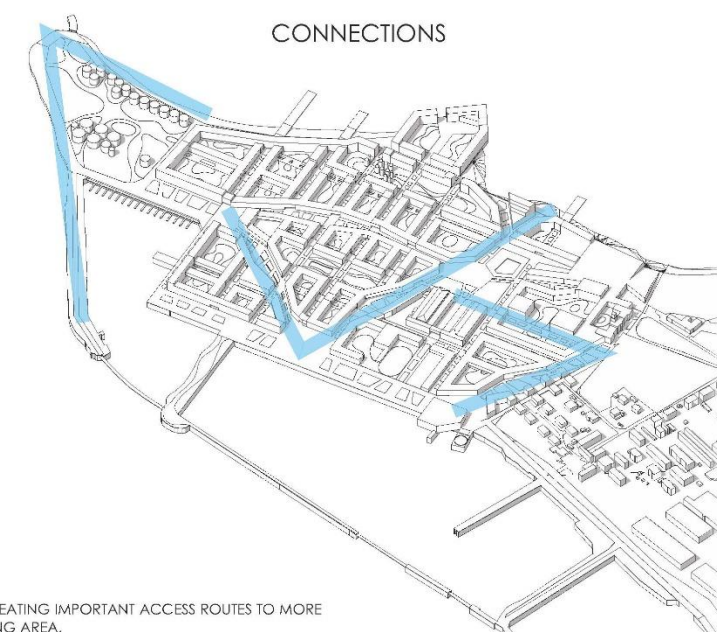 CONNECTIONS
EATING IMPORTANT ACCESS ROUTES TO MORE
NG AREA.